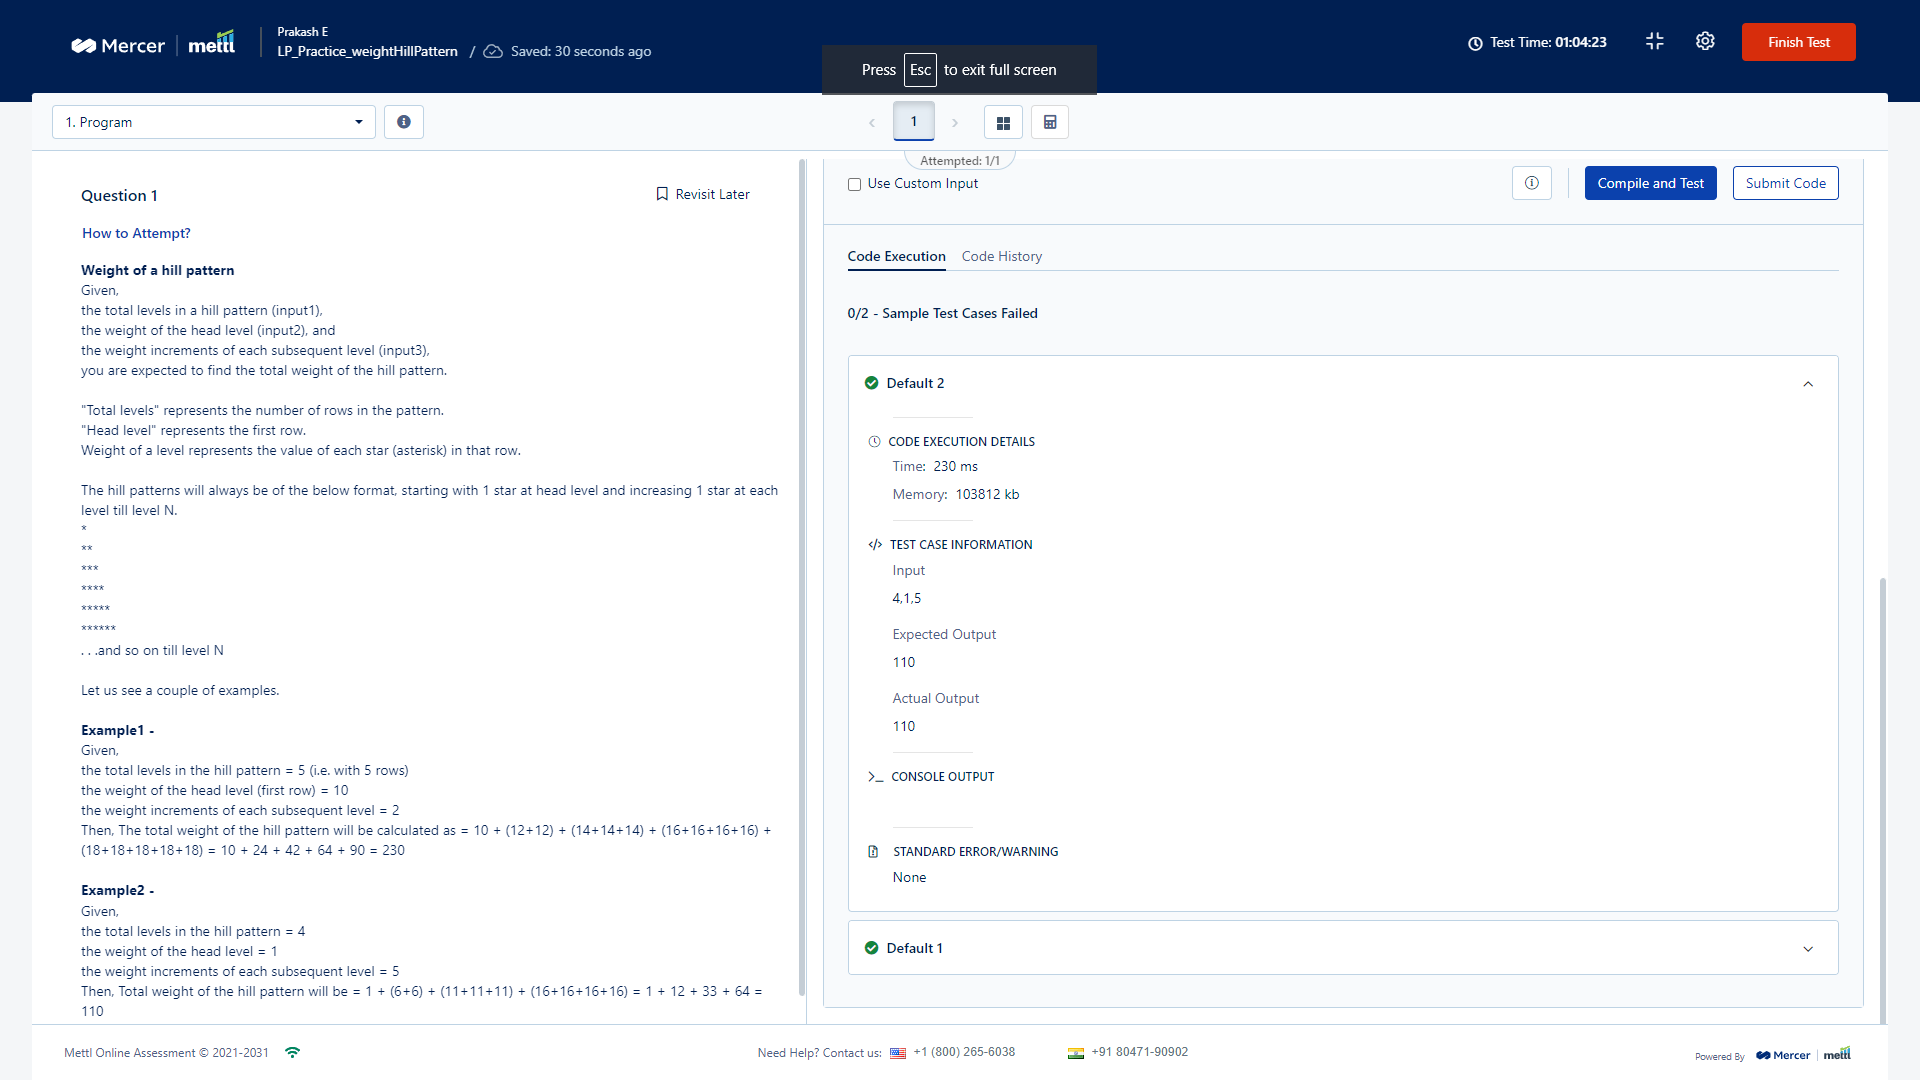 Mercer
mettl
Prakash E
LP_Practice_weightHillPattern / Saved: 30 seconds ago
Press Esc to exit full screen
Test Time: 01:04:23
Finish Test
1. Program
1
Attempted: 1/1
Question 1
Revisit Later
How to Attempt?
Weight of a hill pattern
Given,
the total levels in a hill pattern (input1),
the weight of the head level (input2), and
the weight increments of each subsequent level (input3),
you are expected to find the total weight of the hill pattern.
"Total levels" represents the number of rows in the pattern.
"Head level" represents the first row.
Weight of a level represents the value of each star (asterisk) in that row.
The hill patterns will always be of the below format, starting with 1 star at head level and increasing 1 star at each
level till level N.
*
**
***
****
*****
******
. . .and so on till level N
Let us see a couple of examples.
Example1 -
Given,
the total levels in the hill pattern = 5 (i.e. with 5 rows)
the weight of the head level (first row) = 10
the weight increments of each subsequent level = 2
Then, The total weight of the hill pattern will be calculated as = 10 + (12+12) + (14+14+14) + (16+16+16+16) +
(18+18+18+18+18) = 10 + 24 + 42 + 64 + 90 = 230
Example2 -
Given,
the total levels in the hill pattern = 4
the weight of the head level = 1
the weight increments of each subsequent level = 5
Then, Total weight of the hill pattern will be = 1 + (6+6) + (11+11+11) + (16+16+16+16) = 1 + 12 + 33 + 64 =
110
Use Custom Input
Compile and Test
Submit Code
Code Execution
Code History
0/2 - Sample Test Cases Failed
Default 2
CODE EXECUTION DETAILS
Time: 230 ms
Memory: 103812 kb
</> TEST CASE INFORMATION
Input
4,1,5
Expected Output
110
Actual Output
110
CONSOLE OUTPUT
STANDARD ERROR/WARNING
None
Default 1
Mettl Online Assessment © 2021-2031
Need Help? Contact us: +1 (800) 265-6038
+91 80471-90902
Powered By Mercer mettl